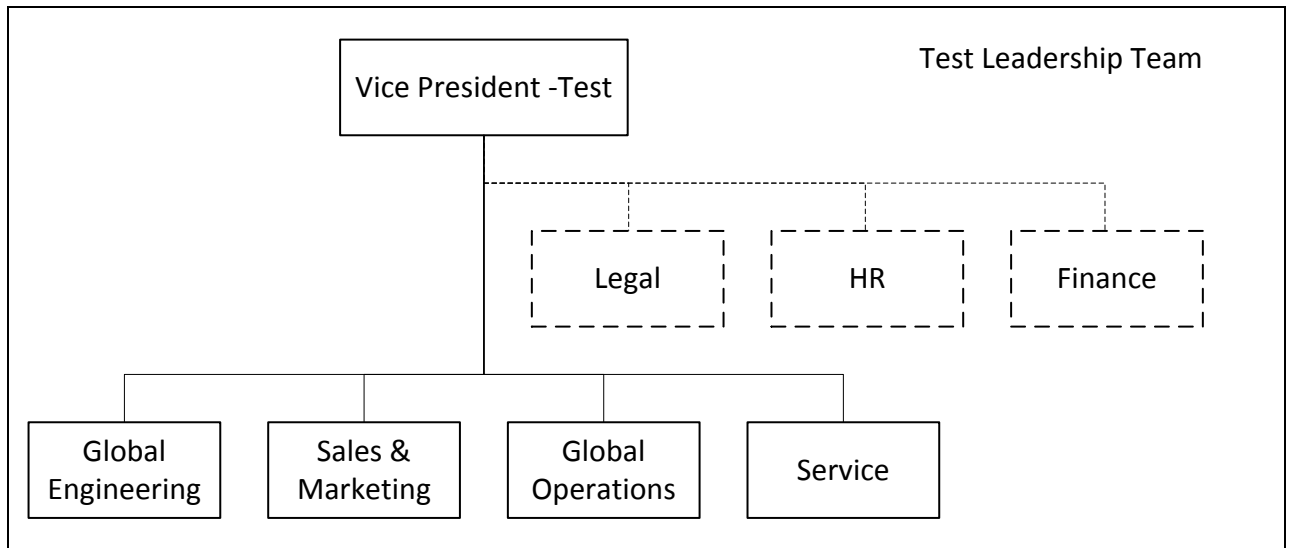 Test Leadership Team
Vice President -Test
Legal
HR
Finance
Global
Engineering
Sales &
Marketing
Global
Operations
Service